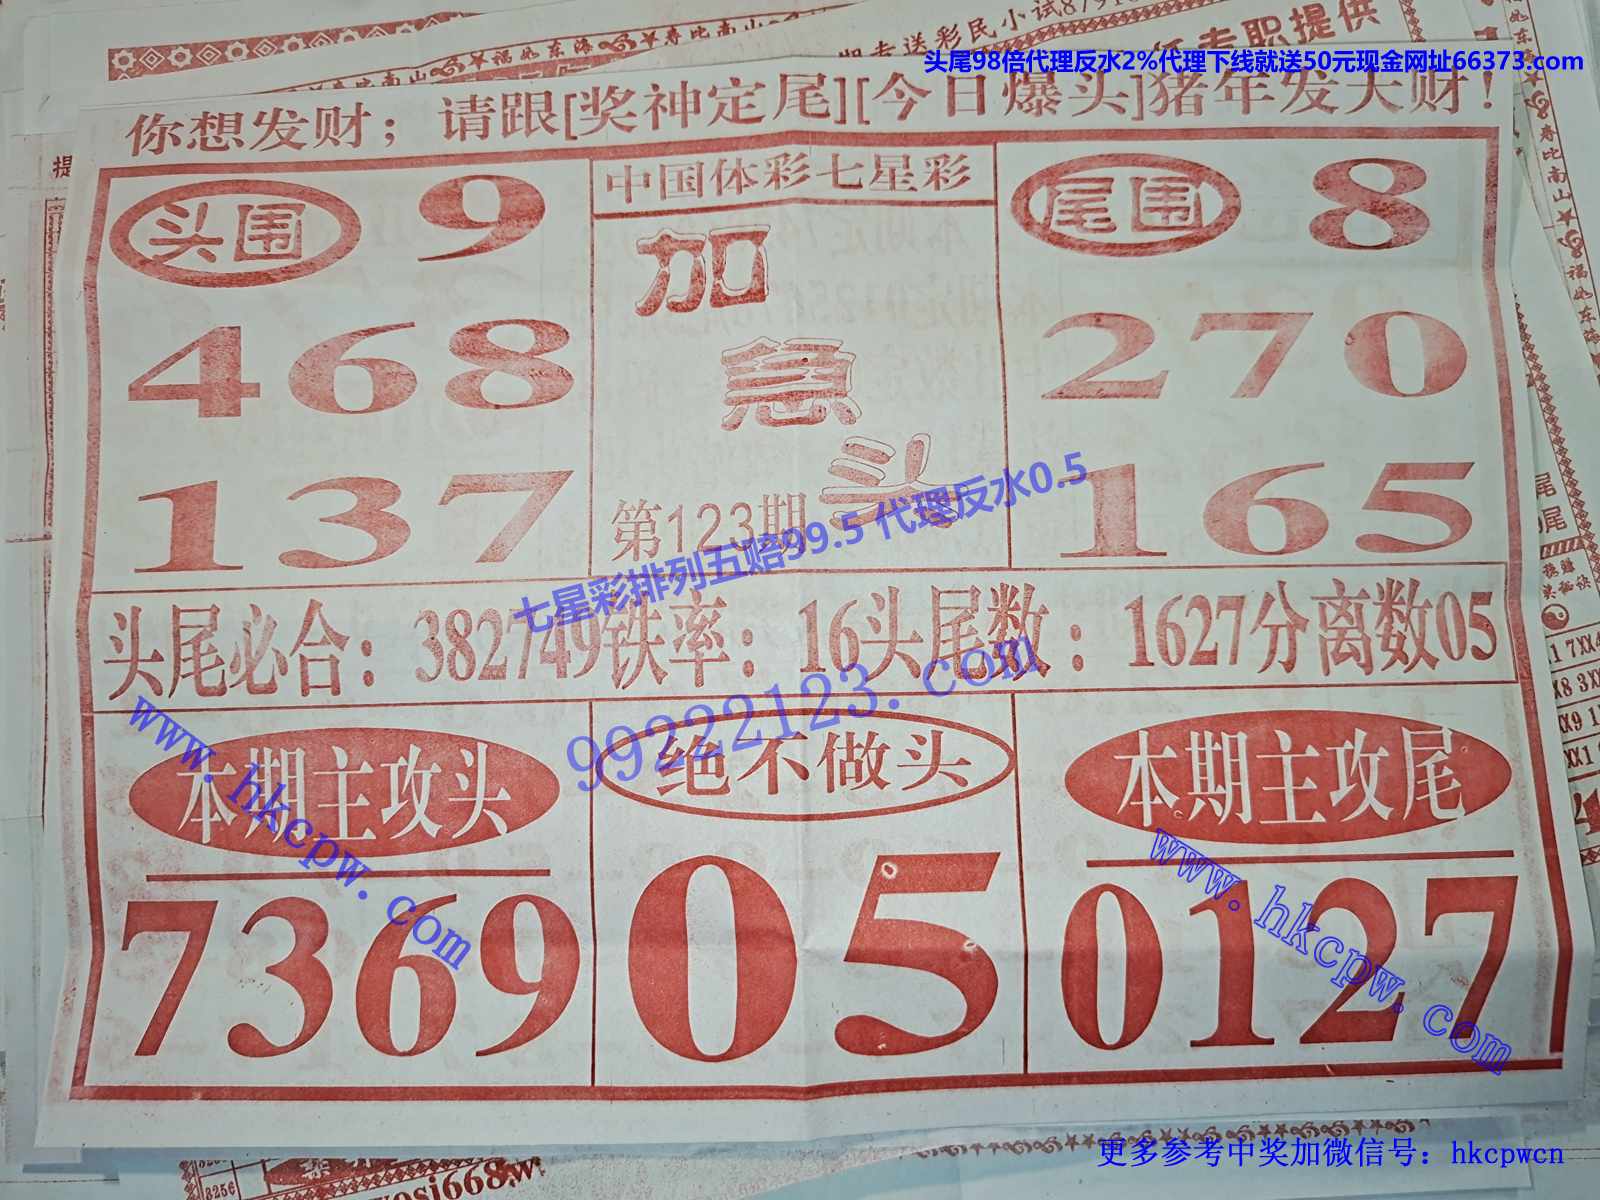 头尾98倍代理反水2%代理下线就送50元现金网址66373.com
你想发财；请跟[奖神定尾][今日爆头]猪年发大财！
头围 9
468
137
中国体彩七星彩
加
急
头
第123期
尾围 8
270
165
七星彩排列五赔99.5 代理反水0.5
头尾必合：382749铁率：16头尾数：1627分离数05
99222123.com
www.hkcpw.com
本期主攻头
7369
绝不做头
05
本期主攻尾
0127
www.hkcpw.com
更多参考中奖加微信号：hkcpwcn